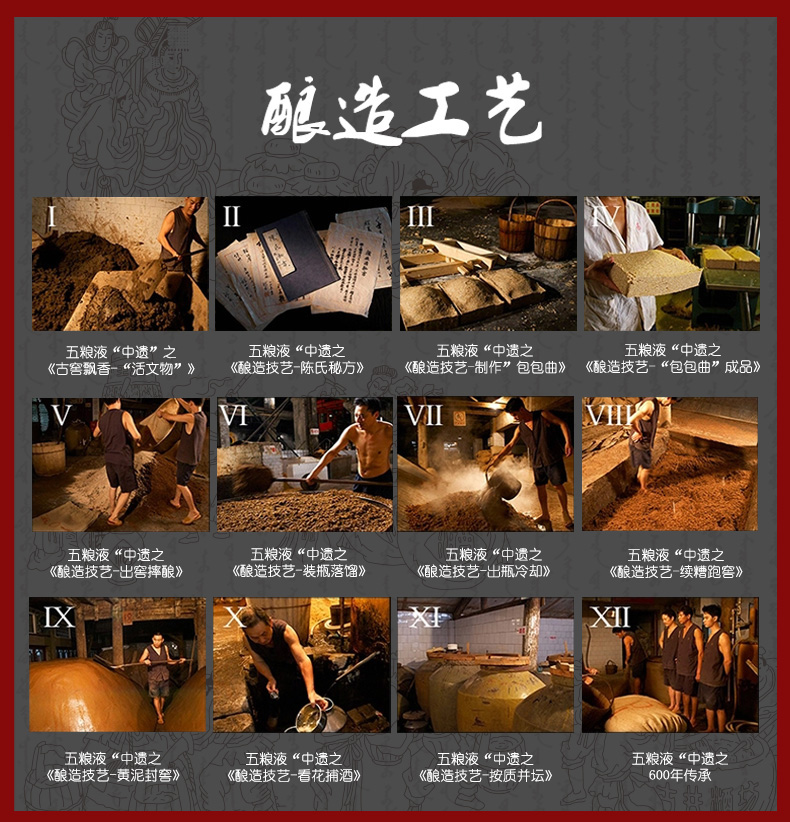 酿造工艺
I
II
III
IV
五粮液“中遗”之
《古窖飘香-“活文物”》
五粮液“中遗之
《酿造技艺-陈氏秘方》
五粮液“中遗之
《酿造技艺-制作”包包曲》
五粮液“中遗之
《酿造技艺-“包包曲”成品》
V
VI
VII
VIII
五粮液“中遗之
《酿造技艺-出窖摔酿》
五粮液“中遗之
《酿造技艺-装瓶落馏》
五粮液“中遗之
《酿造技艺-出瓶冷却》
五粮液“中遗之
《酿造技艺-续糟跑窖》
IX
X
XI
XII
五粮液“中遗之
《酿造技艺-黄泥封窖》
五粮液“中遗之
《酿造技艺-看花捕酒》
五粮液“中遗之
《酿造技艺-按质并坛》
五粮液“中遗之
600年传承